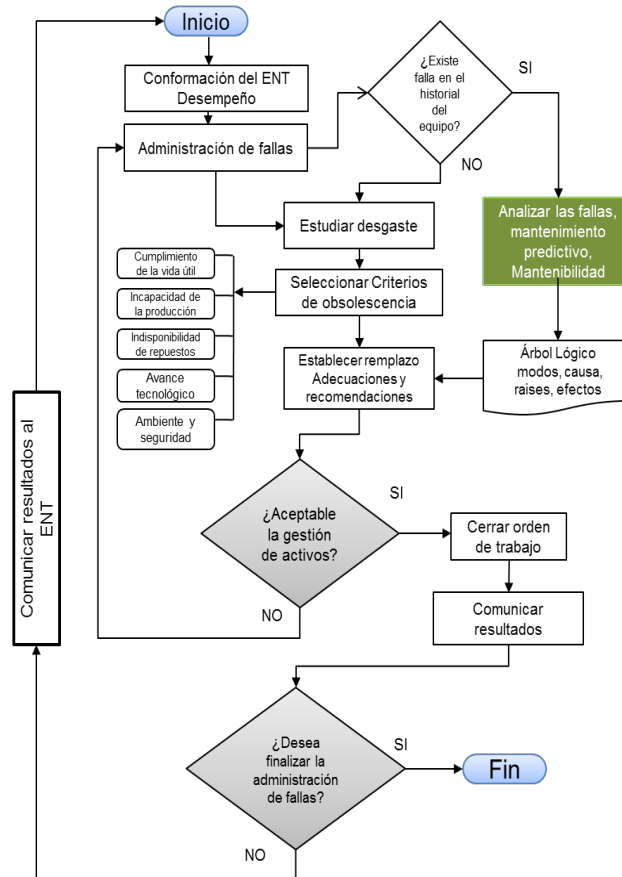 Inicio
Conformación del ENT
Desempeño
Administración de fallas
¿Existe
falla en el
historial
del
equipo?
SI
NO
Analizar las fallas,
mantenimiento
predictivo,
Mantenibilidad
Estudiar desgaste
Cumplimiento
de la vida útil
Incapacidad de
la producción
Indisponibilidad
de repuestos
Avance
tecnológico
Ambiente y
seguridad
Seleccionar Criterios
de obsolescencia
Establecer remplazo
Adecuaciones y
recomendaciones
Árbol Lógico
modos, causa,
raises, efectos
¿Aceptable
la gestión
de activos?
SI
NO
Cerrar orden
de trabajo
Comunicar
resultados
Comunicar resultados al
ENT
¿Desea
finalizar la
administración
de fallas?
SI
NO
Fin